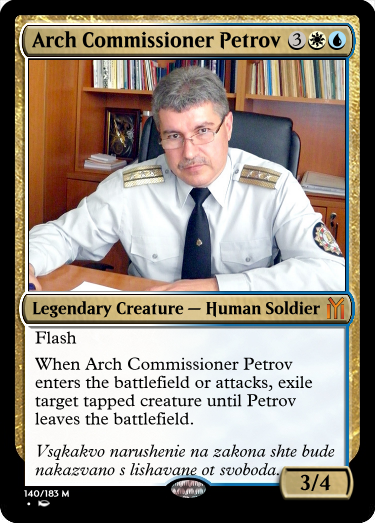 Arch Commissioner Petrov 3
Legendary Creature — Human Soldier
Flash
When Arch Commissioner Petrov
enters the battlefield or attacks, exile
target tapped creature until Petrov
leaves the battlefield.
Vsqkakvo narushenie na zakona shte bude
nakazvano s lishavane ot svoboda.
3/4
140/183 M